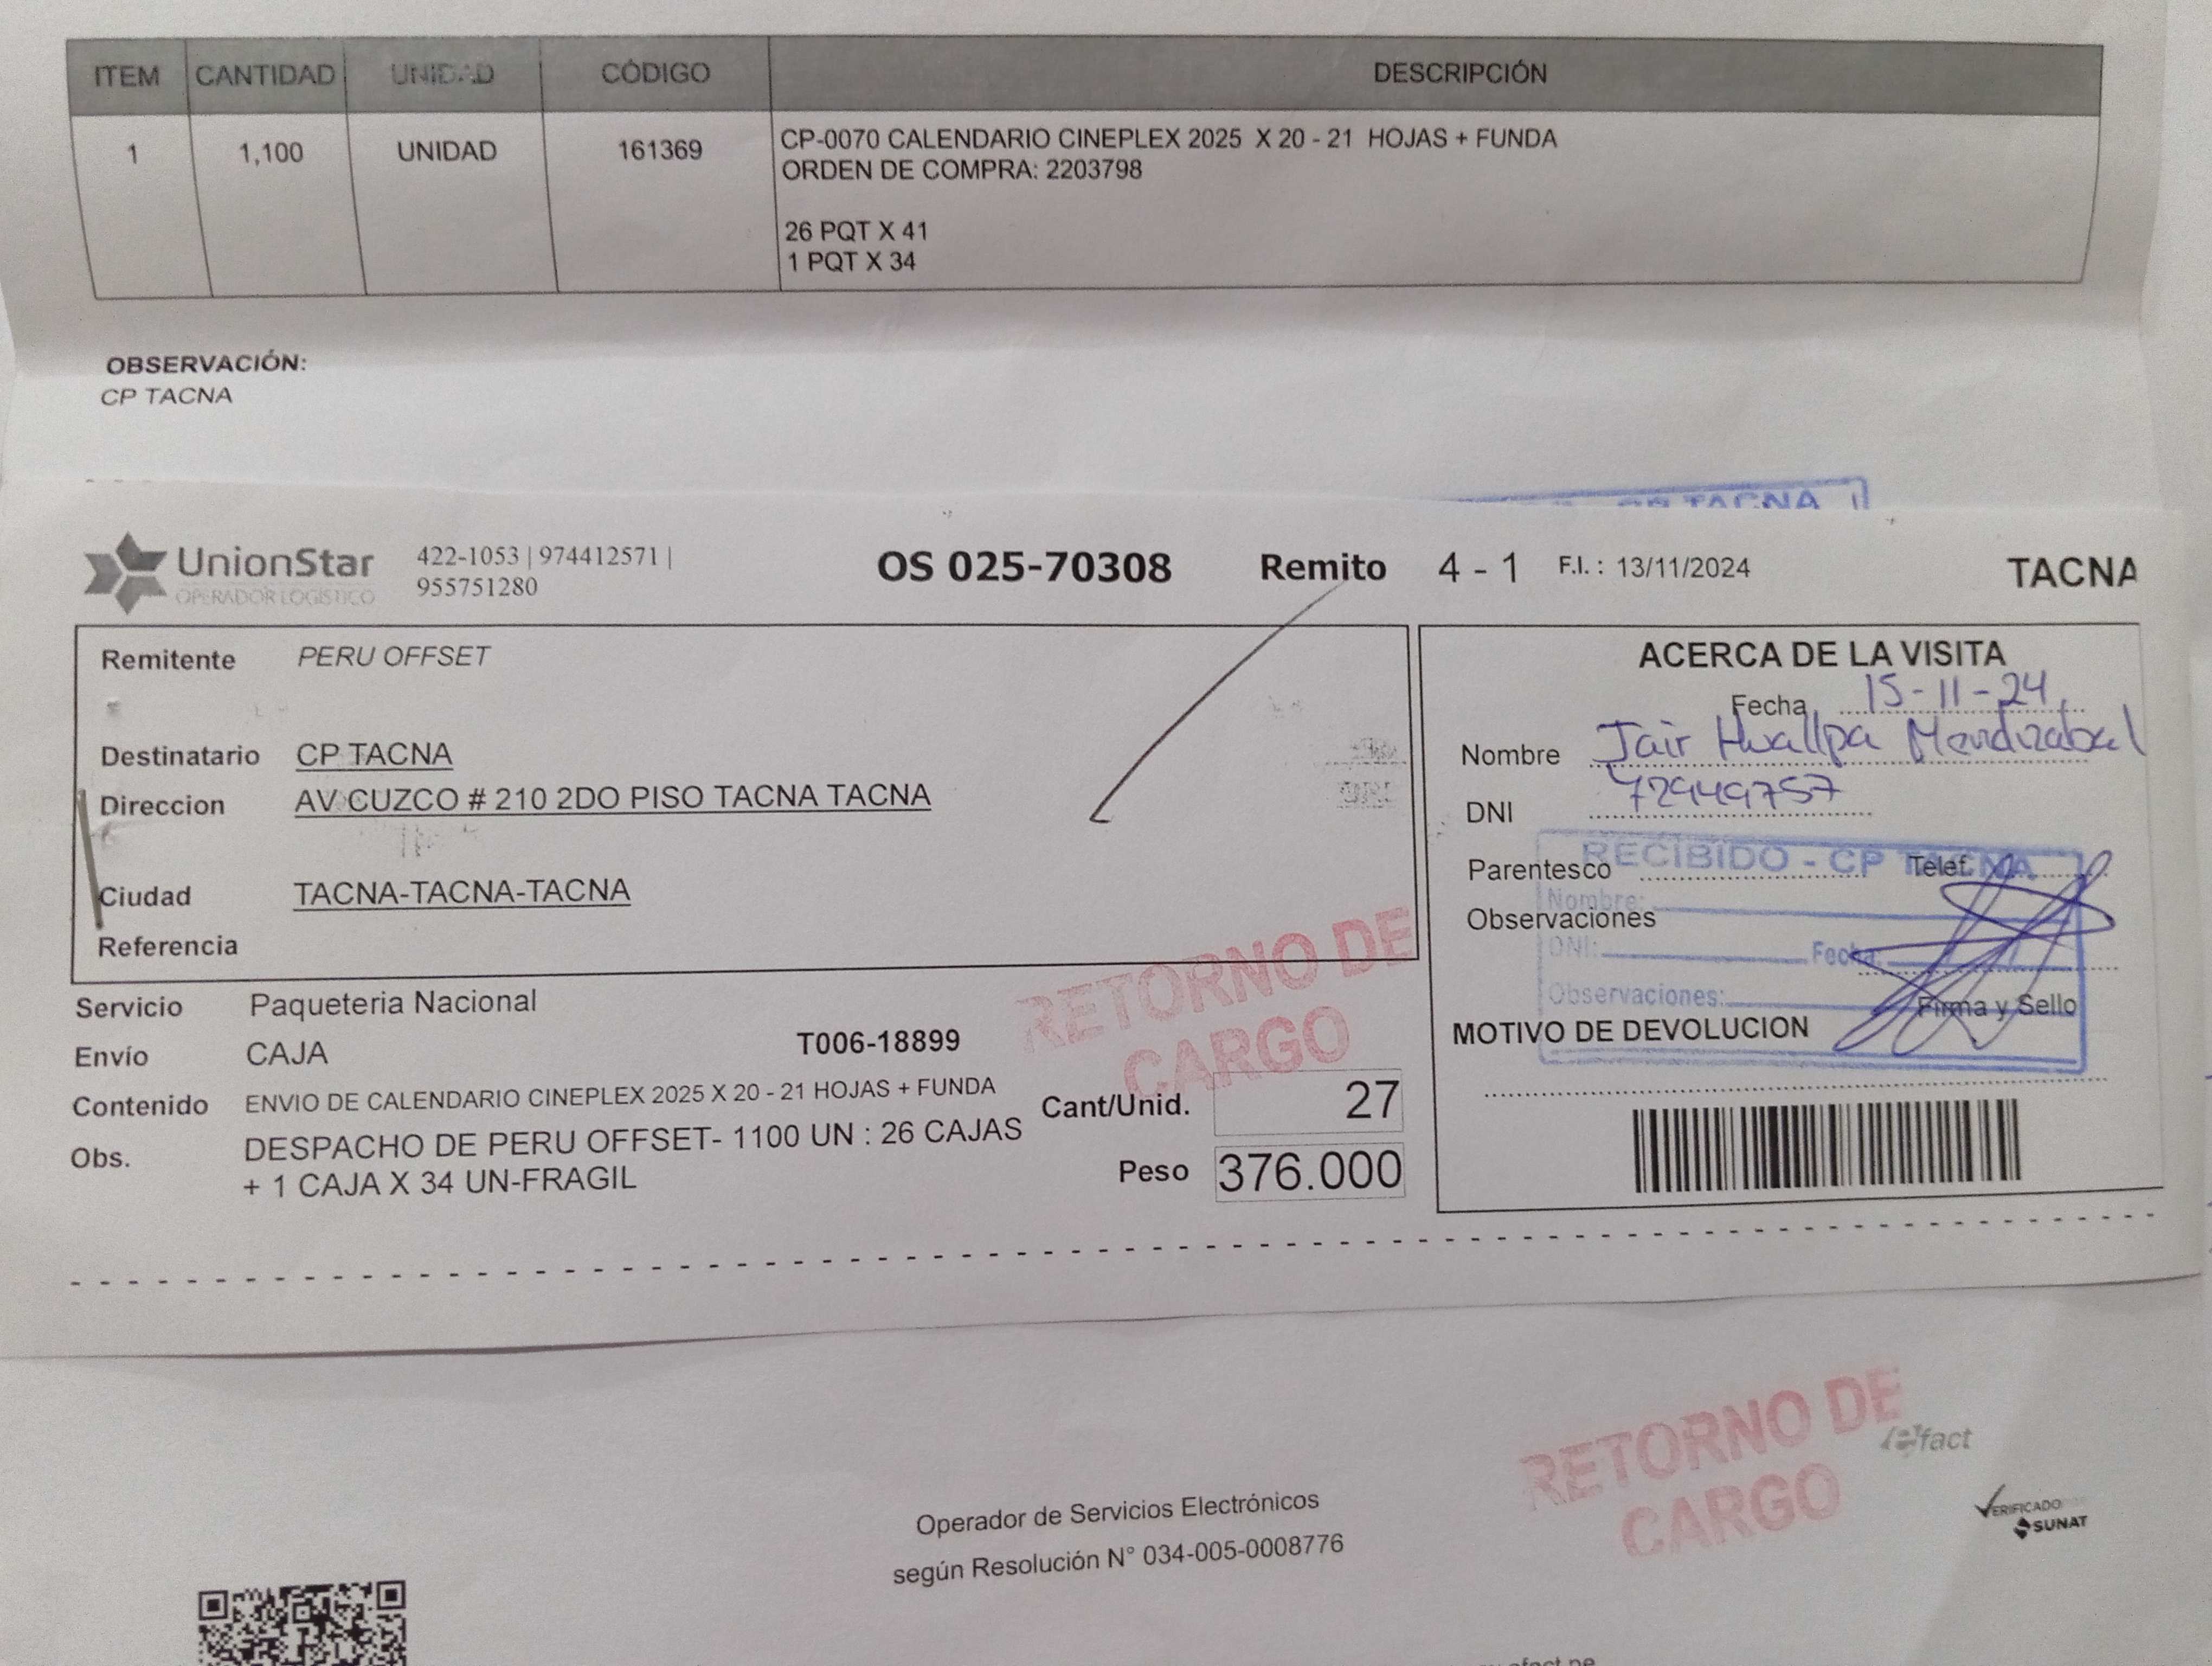 ITEM CANTIDAD UNIDAD CÓDIGO DESCRIPCIÓN
1 1,100 UNIDAD 161369 CP-0070 CALENDARIO CINEPLEX 2025 X 20 - 21 HOJAS + FUNDA
ORDEN DE COMPRA: 2203798
26 PQT X 41
1 PQT X 34
OBSERVACIÓN:
CP TACNA
CP TACNA
UnionStar
OPERADOR LOGÍSTICO
422-1053 | 974412571 |
955751280
OS 025-70308 Remito 4 - 1 F.I. : 13/11/2024 TACNA
Remitente PERU OFFSET
Destinatario CP TACNA
Direccion AV CUZCO # 210 2DO PISO TACNA TACNA
Ciudad TACNA-TACNA-TACNA
Referencia
Servicio Paqueteria Nacional
Envío CAJA
T006-18899
Contenido ENVIO DE CALENDARIO CINEPLEX 2025 X 20 - 21 HOJAS + FUNDA
Obs. DESPACHO DE PERU OFFSET- 1100 UN : 26 CAJAS
+ 1 CAJA X 34 UN-FRAGIL
Cant/Unid. 27
Peso 376.000
RETORNO DE
CARGO
ACERCA DE LA VISITA
Fecha 15-11-24
Nombre Jair Huallpa Mendizabal
DNI 72949757
Parentesco Telef.
Observaciones
Firma y Sello
MOTIVO DE DEVOLUCION
RECIBIDO - CP TACNA
Nombre:
DNI: Fecha:
Observaciones:
RETORNO DE
CARGO
efact
Operador de Servicios Electrónicos
según Resolución N° 034-005-0008776
VERIFICADO
SUNAT